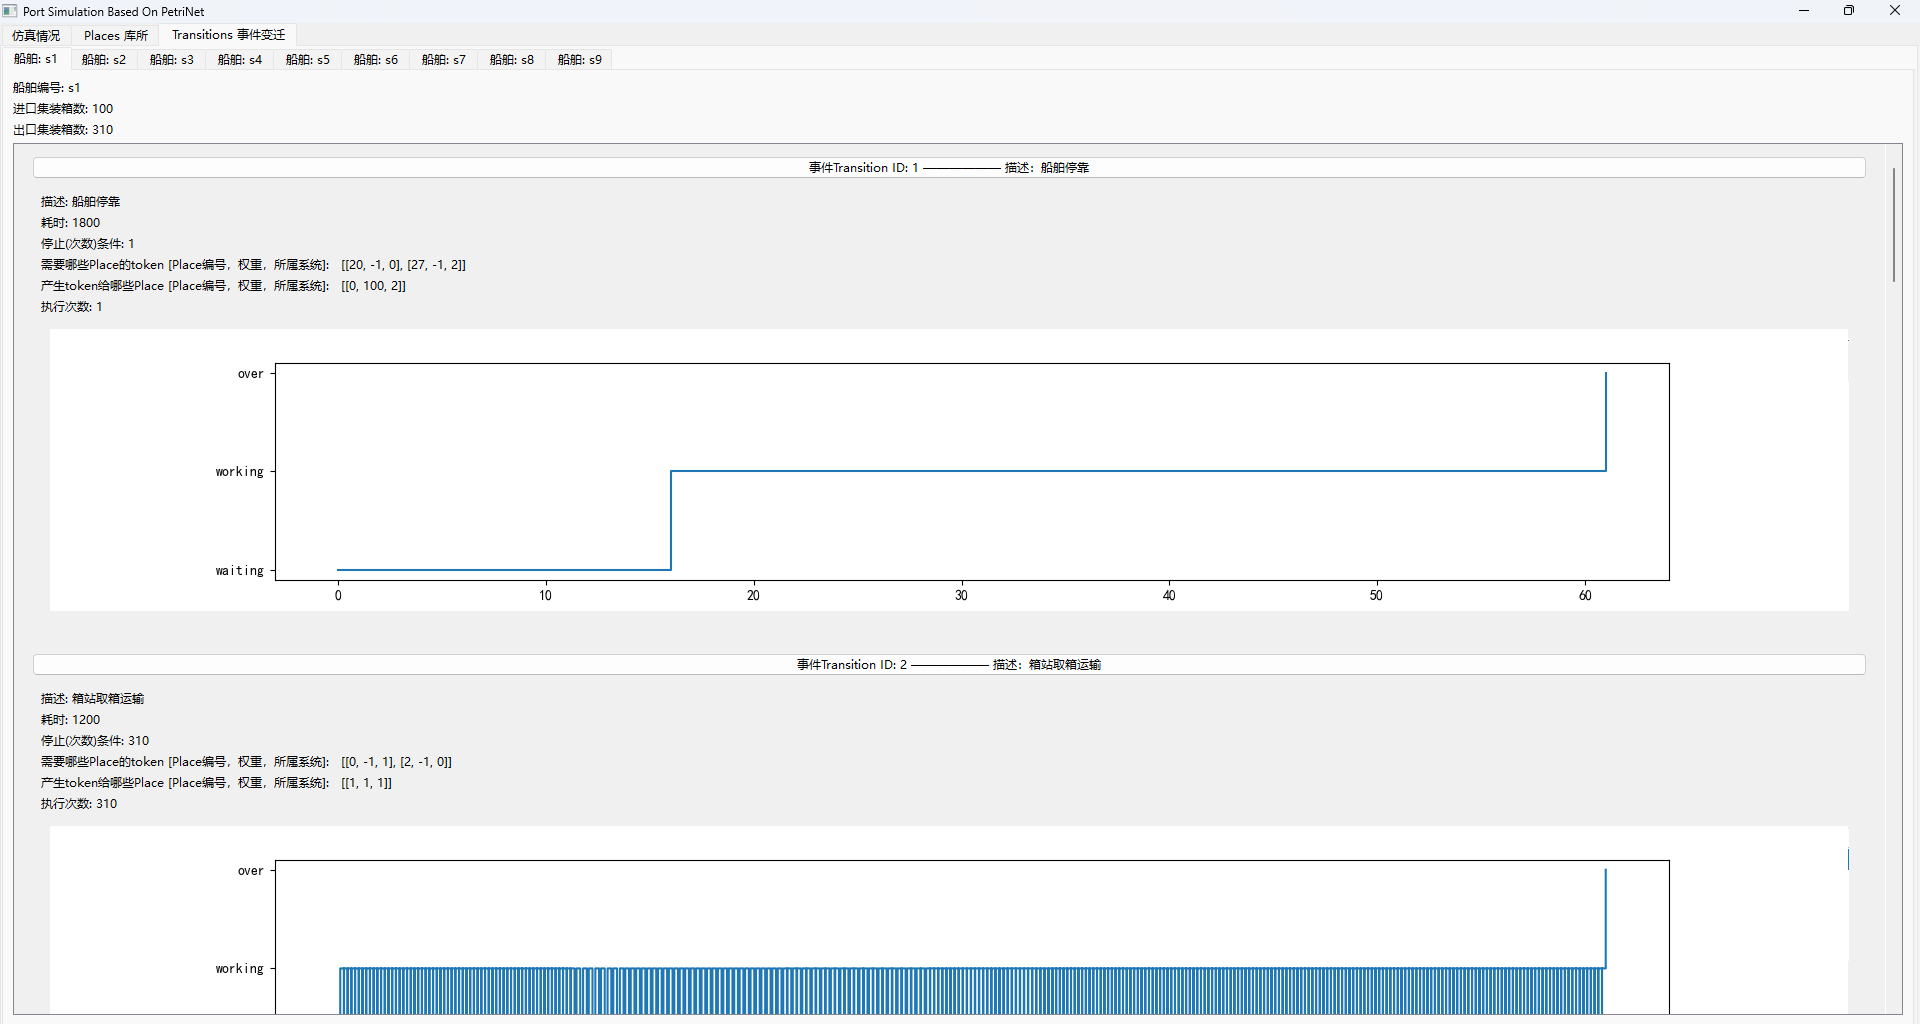 Port Simulation Based On PetriNet
仿真情况 Places 库所 Transitions 事件变迁
船舶: s1 船舶: s2 船舶: s3 船舶: s4 船舶: s5 船舶: s6 船舶: s7 船舶: s8 船舶: s9
船舶编号: s1
进口集装箱数: 100
出口集装箱数: 310
事件Transition ID: 1 ——————— 描述：船舶停靠
描述: 船舶停靠
耗时: 1800
停止(次数)条件: 1
需要哪些Place的token [Place编号，权重，所属系统]: [[20, -1, 0], [27, -1, 2]]
产生token给哪些Place [Place编号，权重，所属系统]: [[0, 100, 2]]
执行次数: 1
over
working
waiting
0 10 20 30 40 50 60
事件Transition ID: 2 ——————— 描述：箱站取箱运输
描述: 箱站取箱运输
耗时: 1200
停止(次数)条件: 310
需要哪些Place的token [Place编号，权重，所属系统]: [[0, -1, 1], [2, -1, 0]]
产生token给哪些Place [Place编号，权重，所属系统]: [[1, 1, 1]]
执行次数: 310
over
working